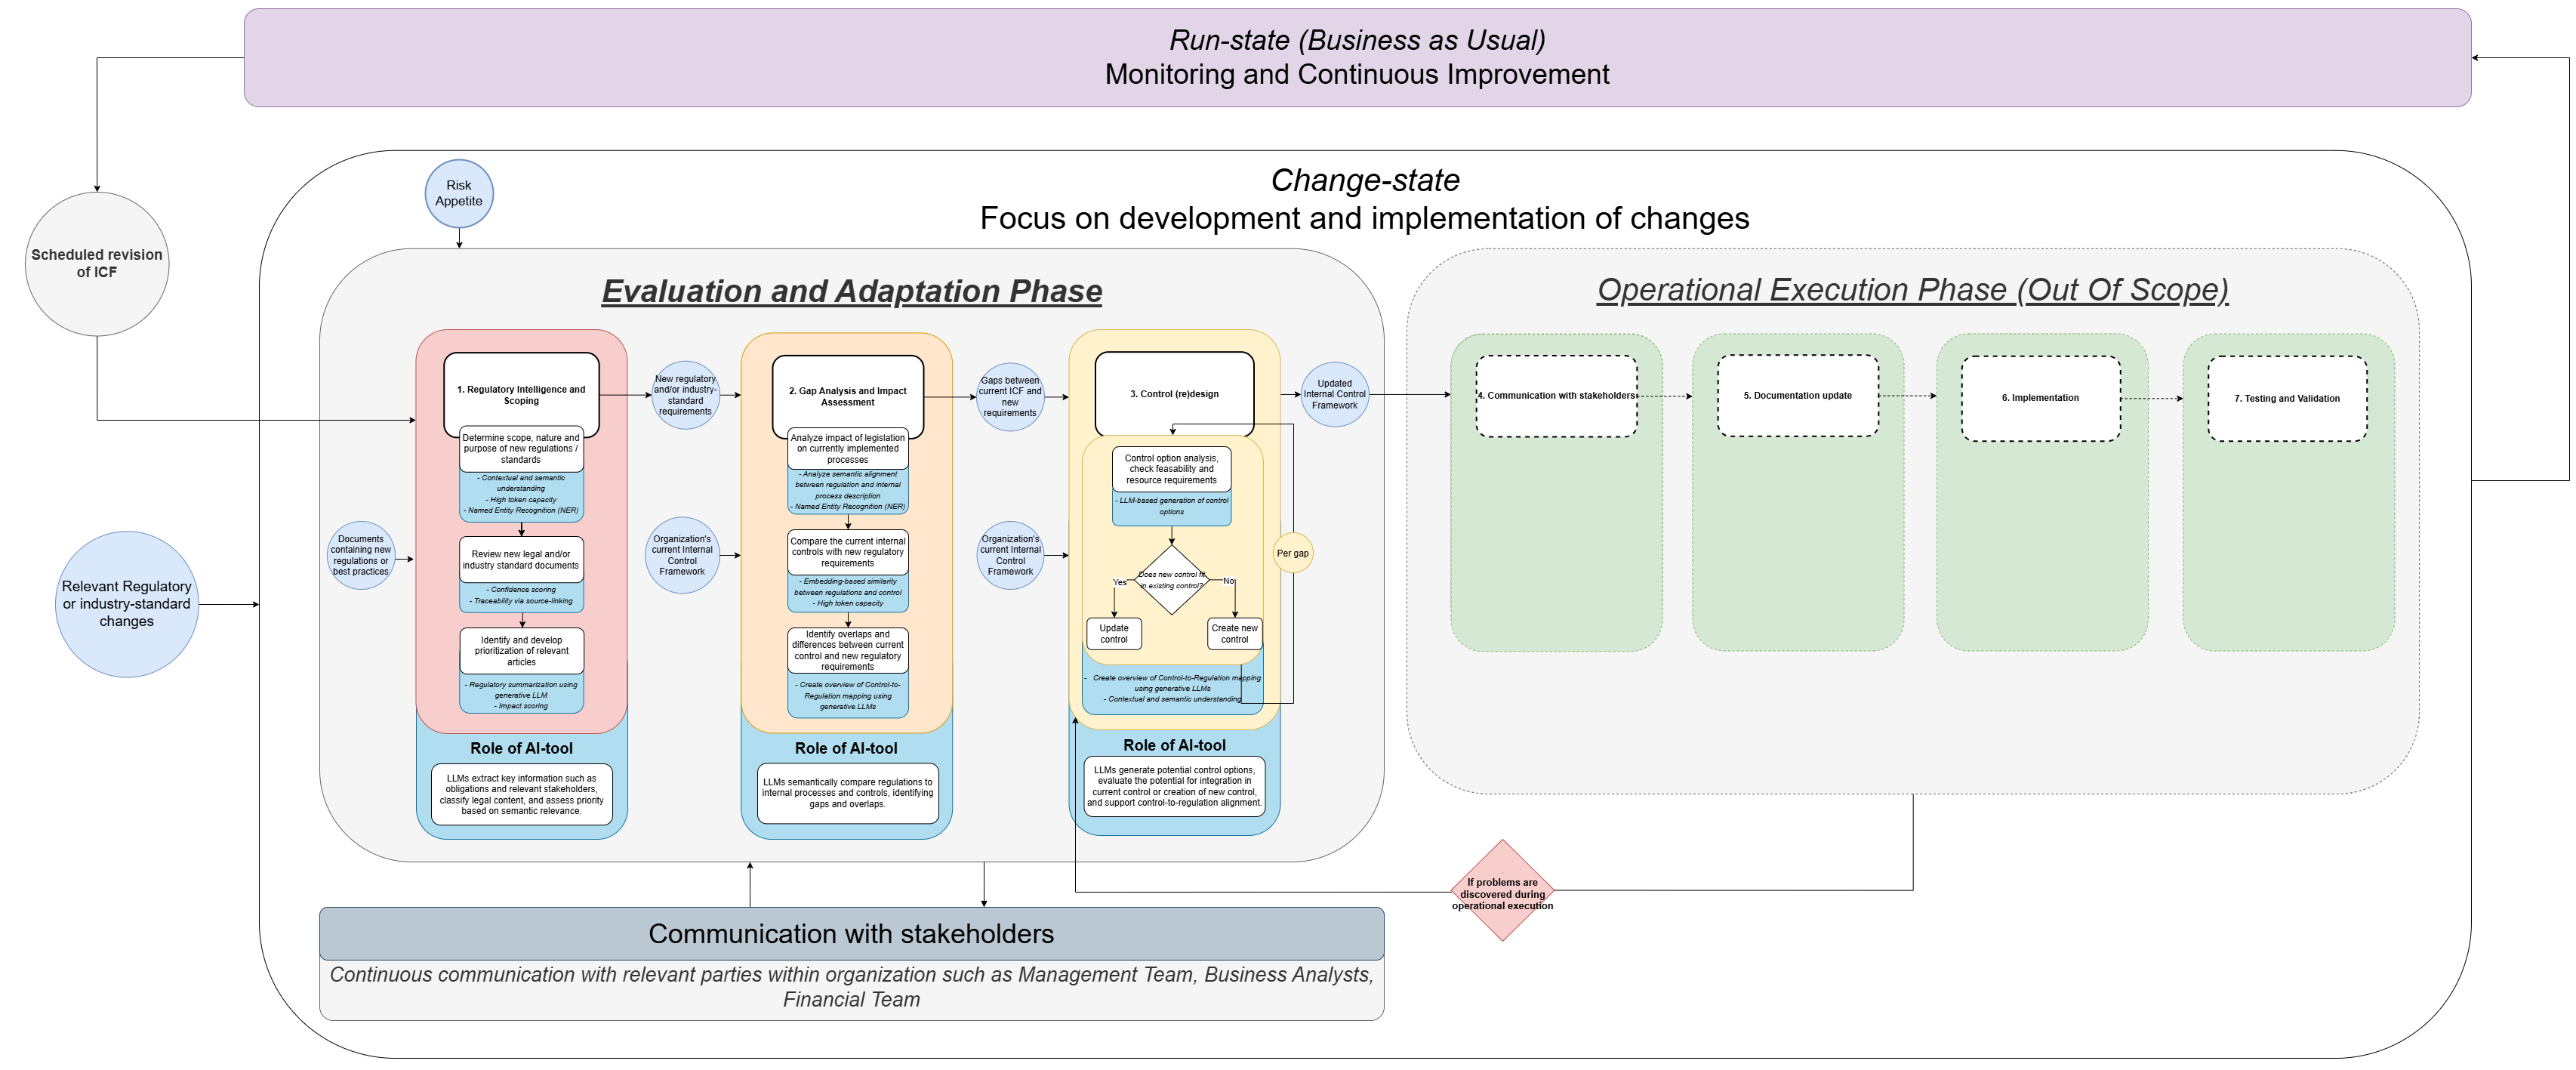 Run-state (Business as Usual)
Monitoring and Continuous Improvement
Risk
Appetite
Change-state
Focus on development and implementation of changes
Scheduled revision
of ICF
Relevant Regulatory
or industry-standard
changes
Evaluation and Adaptation Phase
Documents
containing new
regulations or
best practices
1. Regulatory Intelligence and
Scoping
Determine scope, nature and
purpose of new regulations /
standards
- Contextual and semantic
understanding
- High token capacity
- Named Entity Recognition (NER)
Review new legal and/or
industry standard documents
- Confidence scoring
- Traceability via source-linking
Identify and develop
prioritization of relevant
articles
- Regulatory summarization using
generative LLM
- Impact scoring
Role of AI-tool
LLMs extract key information such as
obligations and relevant stakeholders,
classify legal content, and assess priority
based on semantic relevance.
New regulatory
and/or industry-
standard
requirements
Organization's
current Internal
Control
Framework
2. Gap Analysis and Impact
Assessment
Analyze impact of legislation
on currently implemented
processes
- Analyze semantic alignment
between regulation and internal
process description
- Named Entity Recognition (NER)
Compare the current internal
controls with new regulatory
requirements
- Embedding-based similarity
between regulations and control
- High token capacity
Identify overlaps and
differences between current
control and new regulatory
requirements
- Create overview of Control-to-
Regulation mapping using
generative LLMs
Role of AI-tool
LLMs semantically compare regulations to
internal processes and controls, identifying
gaps and overlaps.
Gaps between
current ICF and
new
requirements
Organization's
current Internal
Control
Framework
3. Control (re)design
Control option analysis,
check feasability and
resource requirements
- LLM-based generation of control
options
Does new control fit
in existing control?
Yes
No
Update
control
Create new
control
Per gap
- Create overview of Control-to-Regulation mapping
using generative LLMs
- Contextual and semantic understanding
Role of AI-tool
LLMs generate potential control options,
evaluate the potential for integration in
current control or creation of new control,
and support control-to-regulation alignment.
Updated
Internal Control
Framework
Operational Execution Phase (Out Of Scope)
4. Communication with stakeholders
5. Documentation update
6. Implementation
7. Testing and Validation
If problems are
discovered during
operational execution
Communication with stakeholders
Continuous communication with relevant parties within organization such as Management Team, Business Analysts,
Financial Team